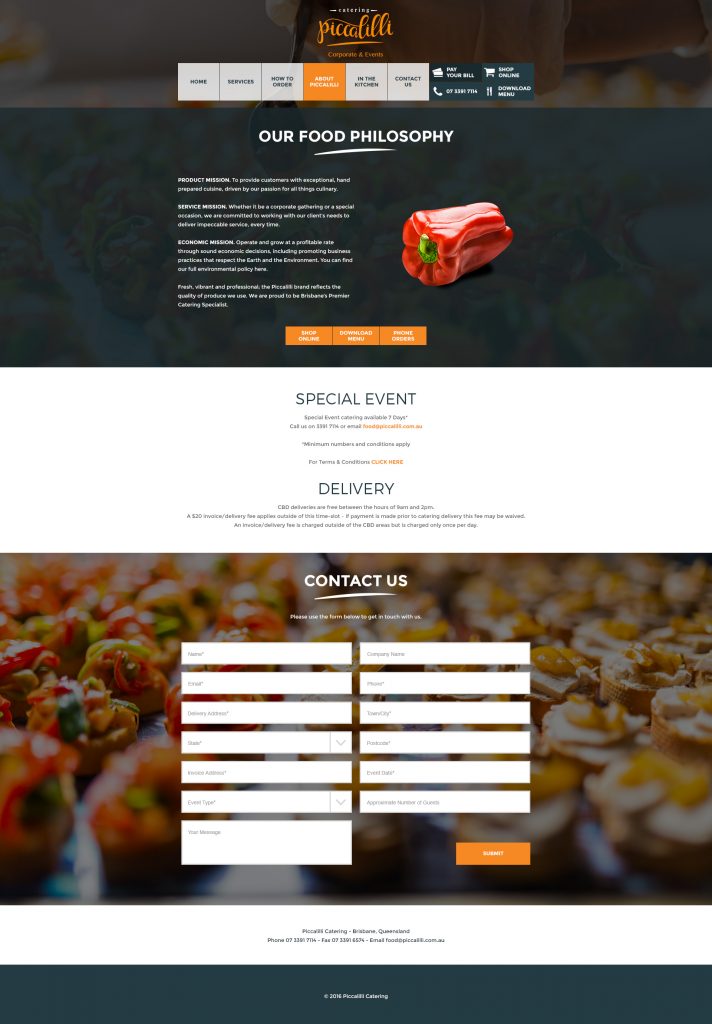 catering
piccalilli
Corporate & Events
HOME
SERVICES
HOW TO
ORDER
ABOUT
PICCALILLI
IN THE
KITCHEN
CONTACT
US
PAY
YOUR BILL
SHOP
ONLINE
07 3391 7114
DOWNLOAD
MENU
OUR FOOD PHILOSOPHY
PRODUCT MISSION. To provide customers with exceptional, hand
prepared cuisine, driven by our passion for all things culinary.
SERVICE MISSION. Whether it be a corporate gathering or a special
occasion, we are committed to working with our client's needs to
deliver impeccable service, every time.
ECONOMIC MISSION. Operate and grow at a profitable rate
through sound economic decisions, including promoting business
practices that respect the Earth and the Environment. You can find
our full environmental policy here.
Fresh, vibrant and professional; the Piccalilli brand reflects the
quality of produce we use. We are proud to be Brisbane's Premier
Catering Specialist.
SHOP
ONLINE
DOWNLOAD
MENU
PHONE
ORDERS
SPECIAL EVENT
Special Event catering available 7 Days*
Call us on 3391 7114 or email food@piccalilli.com.au
*Minimum numbers and conditions apply
For Terms & Conditions CLICK HERE
DELIVERY
CBD deliveries are free between the hours of 9am and 2pm.
A $20 invoice/delivery fee applies outside of this time-slot - if payment is made prior to catering delivery this fee may be waived.
An invoice/delivery fee is charged outside of the CBD areas but is charged only once per day.
CONTACT US
Please use the form below to get in touch with us.
Name*
Company Name
Email*
Phone*
Delivery Address*
Town/City*
State*
Postcode*
Invoice Address*
Event Date*
Event Type*
Approximate Number of Guests
Your Message
SUBMIT
Piccalilli Catering - Brisbane, Queensland
Phone 07 3391 7114 - Fax 07 3391 6574 - Email food@piccalilli.com.au
© 2016 Piccalilli Catering